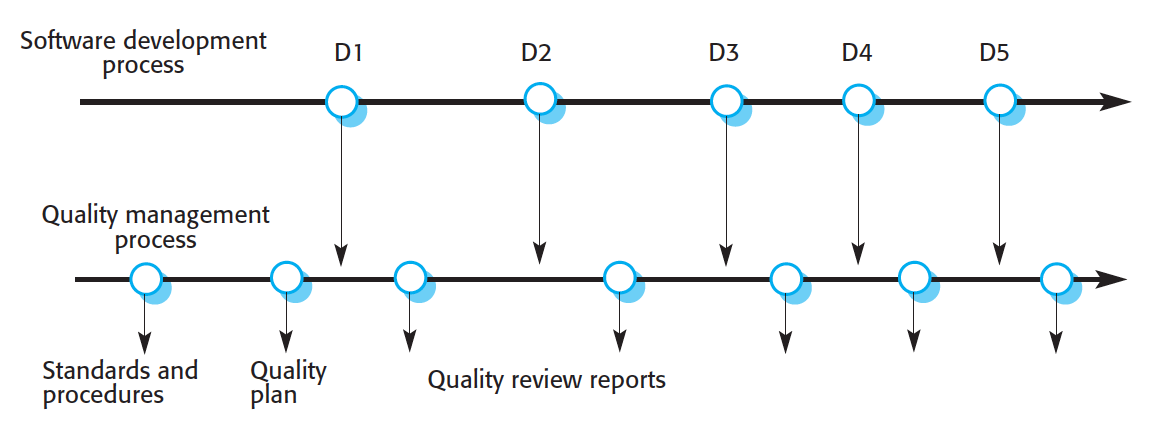 Software development
process
D1
D2
D3
D4
D5
Quality management
process
Standards and
procedures
Quality
plan
Quality review reports